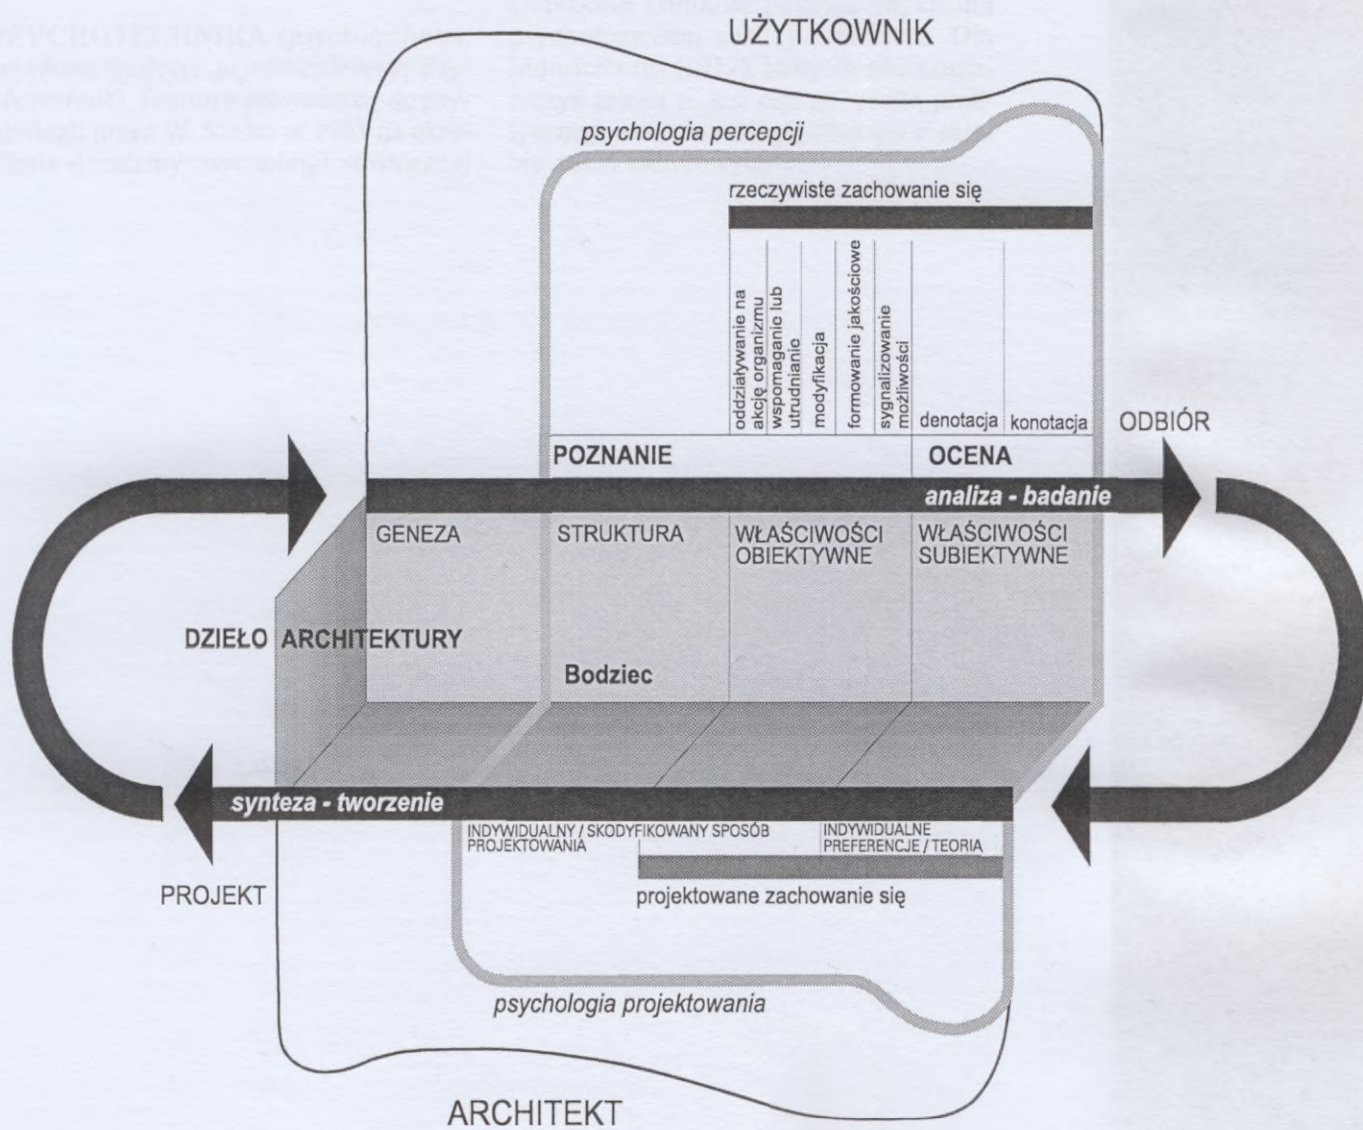 UŻYTKOWNIK
psychologia percepcji
rzeczywiste zachowanie się
oddziaływanie na
akcję organizmu
wspomaganie lub
utrudnianie
modyfikacja
formowanie jakościowe
sygnalizowanie
możliwości
denotacja
konotacja
ODBIÓR
POZNANIE
OCENA
analiza - badanie
GENEZA
STRUKTURA
WŁAŚCIWOŚCI
OBIEKTYWNE
WŁAŚCIWOŚCI
SUBIEKTYWNE
DZIEŁO ARCHITEKTURY
Bodziec
synteza - tworzenie
INDYWIDUALNY / SKODYFIKOWANY SPOSÓB
PROJEKTOWANIA
INDYWIDUALNE
PREFERENCJE / TEORIA
PROJEKT
projektowane zachowanie się
psychologia projektowania
ARCHITEKT